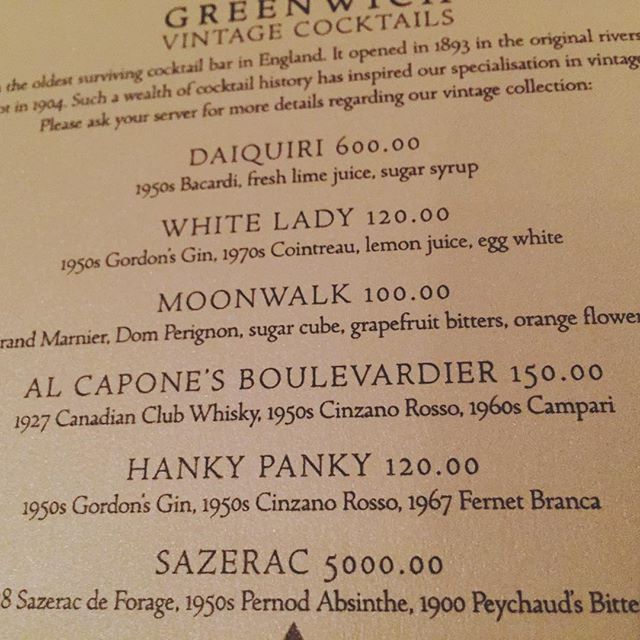 GREENWICH
VINTAGE COCKTAILS
the oldest surviving cocktail bar in England. It opened in 1893 in the original rivers
in 1904. Such a wealth of cocktail history has inspired our specialisation in vintage
Please ask your server for more details regarding our vintage collection:
DAIQUIRI 600.00
1950s Bacardi, fresh lime juice, sugar syrup
WHITE LADY 120.00
1950s Gordon's Gin, 1970s Cointreau, lemon juice, egg white
MOONWALK 100.00
rand Marnier, Dom Perignon, sugar cube, grapefruit bitters, orange flower
AL CAPONE'S BOULEVARDIER 150.00
1927 Canadian Club Whisky, 1950s Cinzano Rosso, 1960s Campari
HANKY PANKY 120.00
1950s Gordon's Gin, 1950s Cinzano Rosso, 1967 Fernet Branca
SAZERAC 5000.00
8 Sazerac de Forage, 1950s Pernod Absinthe, 1900 Peychaud's Bitte